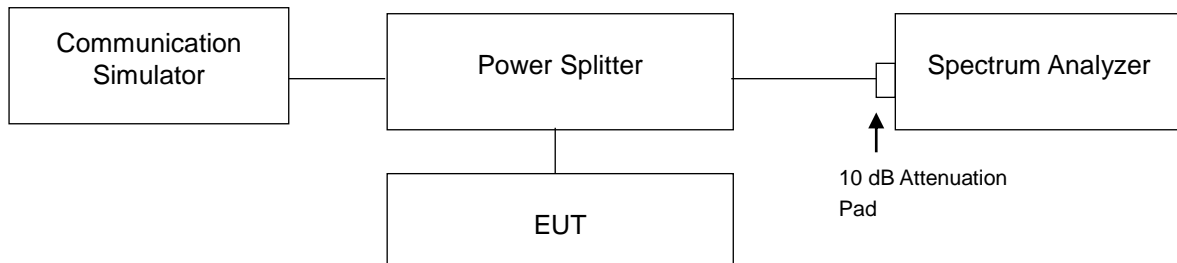 Communication
Simulator
Power Splitter
Spectrum Analyzer
10 dB Attenuation
Pad
EUT